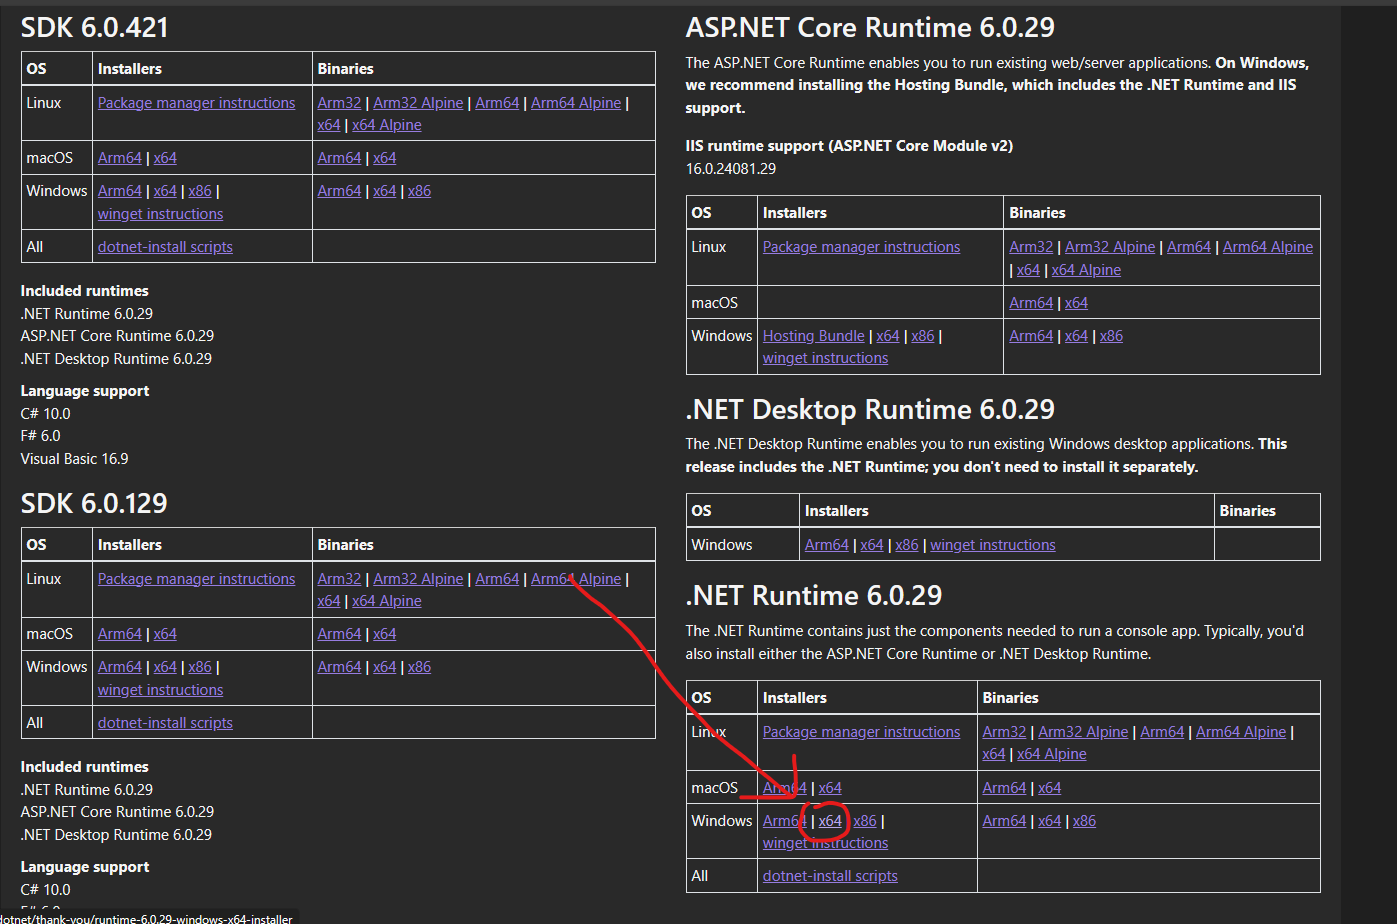 SDK 6.0.421
OS Installers Binaries
Linux Package manager instructions Arm32 | Arm32 Alpine | Arm64 | Arm64 Alpine |
x64 | x64 Alpine
macOS Arm64 | x64 Arm64 | x64
Windows Arm64 | x64 | x86 | Arm64 | x64 | x86
winget instructions
All dotnet-install scripts
Included runtimes
.NET Runtime 6.0.29
ASP.NET Core Runtime 6.0.29
.NET Desktop Runtime 6.0.29
Language support
C# 10.0
F# 6.0
Visual Basic 16.9
SDK 6.0.129
OS Installers Binaries
Linux Package manager instructions Arm32 | Arm32 Alpine | Arm64 | Arm64 Alpine |
x64 | x64 Alpine
macOS Arm64 | x64 Arm64 | x64
Windows Arm64 | x64 | x86 | Arm64 | x64 | x86
winget instructions
All dotnet-install scripts
Included runtimes
.NET Runtime 6.0.29
ASP.NET Core Runtime 6.0.29
.NET Desktop Runtime 6.0.29
Language support
C# 10.0
F# 6.0
dotnet/thank-you/runtime-6.0.29-windows-x64-installer
ASP.NET Core Runtime 6.0.29
The ASP.NET Core Runtime enables you to run existing web/server applications. On Windows,
we recommend installing the Hosting Bundle, which includes the .NET Runtime and IIS
support.
IIS runtime support (ASP.NET Core Module v2)
16.0.24081.29
OS Installers Binaries
Linux Package manager instructions Arm32 | Arm32 Alpine | Arm64 | Arm64 Alpine
| x64 | x64 Alpine
macOS Arm64 | x64
Windows Hosting Bundle | x64 | x86 | Arm64 | x64 | x86
winget instructions
.NET Desktop Runtime 6.0.29
The .NET Desktop Runtime enables you to run existing Windows desktop applications. This
release includes the .NET Runtime; you don't need to install it separately.
OS Installers Binaries
Windows Arm64 | x64 | x86 | winget instructions
.NET Runtime 6.0.29
The .NET Runtime contains just the components needed to run a console app. Typically, you'd
also install either the ASP.NET Core Runtime or .NET Desktop Runtime.
OS Installers Binaries
Linux Package manager instructions Arm32 | Arm32 Alpine | Arm64 | Arm64 Alpine |
x64 | x64 Alpine
macOS Arm64 | x64 Arm64 | x64
Windows Arm64 | x64 x86 | Arm64 | x64 | x86
winget instructions
All dotnet-install scripts